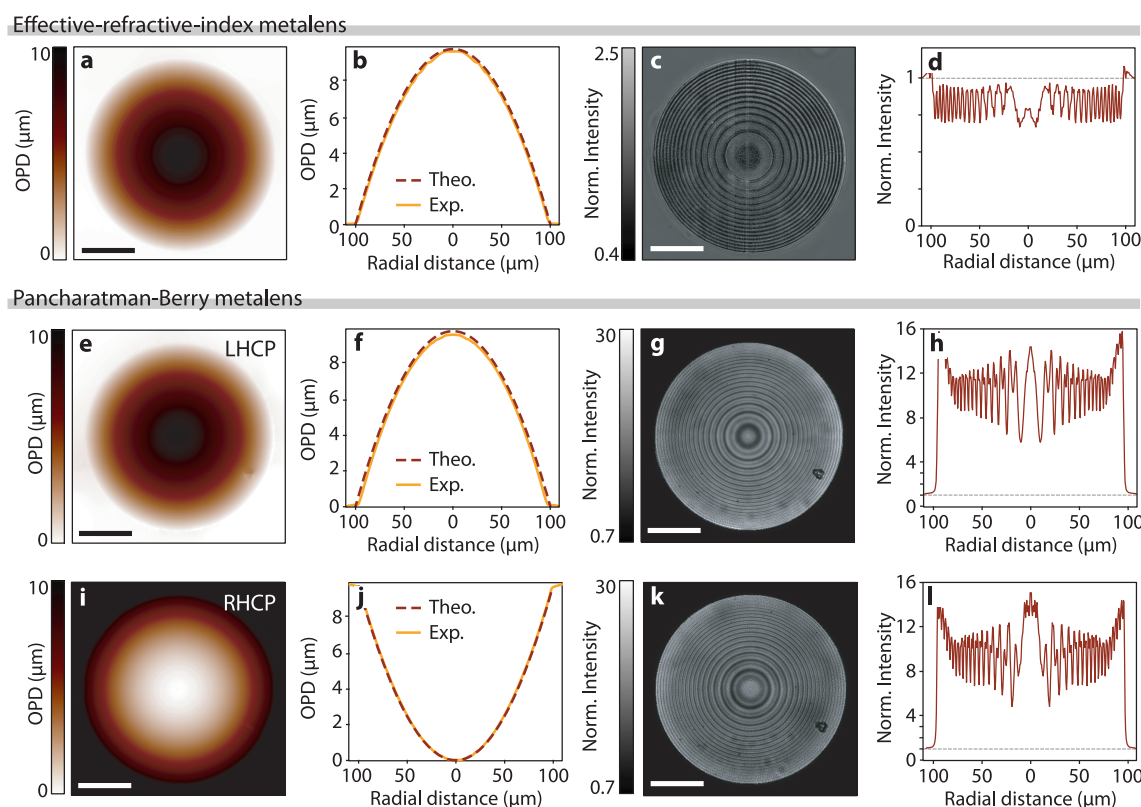 Effective-refractive-index metalens
10
0
OPD (μm)
a
OPD (μm)
8
6
4
2
0
b
Theo.
Exp.
100 50 0 50 100
Radial distance (μm)
2.5
0.4
Norm. Intensity
c
Norm. Intensity
1
0
d
100 50 0 50 100
Radial distance (μm)
Pancharatman-Berry metalens
10
0
OPD (μm)
e
LHCP
OPD (μm)
8
6
4
2
0
f
Theo.
Exp.
100 50 0 50 100
Radial distance (μm)
30
0.7
Norm. Intensity
g
Norm. Intensity
16
12
8
4
0
h
100 50 0 50 100
Radial distance (μm)
10
0
OPD (μm)
i
RHCP
OPD (μm)
8
6
4
2
0
j
Theo.
Exp.
100 50 0 50 100
Radial distance (μm)
30
0.7
Norm. Intensity
k
Norm. Intensity
16
12
8
4
0
l
100 50 0 50 100
Radial distance (μm)